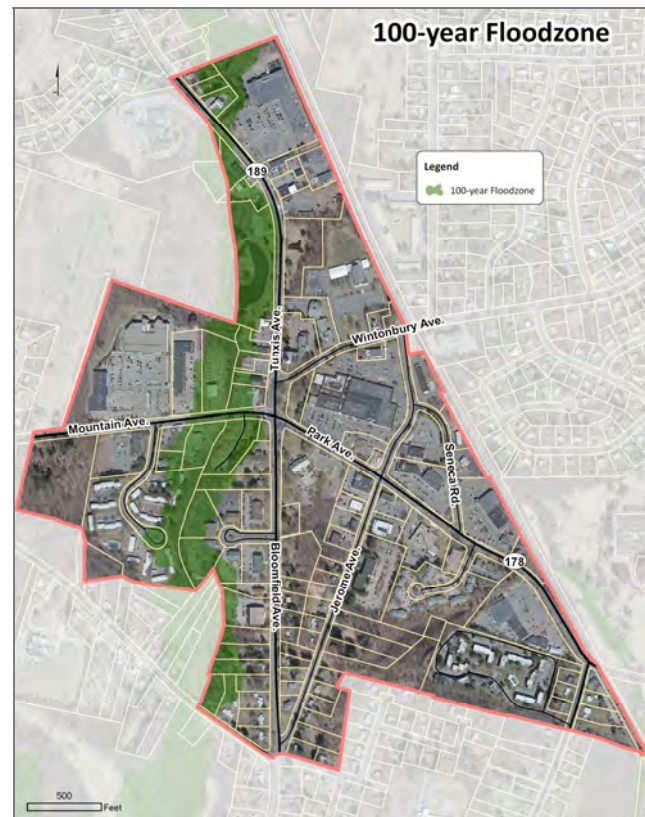 100-year Floodzone
Legend
100-year Floodzone
189
Tunxis Ave.
Wintonbury Ave.
Mountain Ave.
Park Ave.
Seneca Rd.
Bloomfield Ave.
Jerome Ave.
178
500
Feet